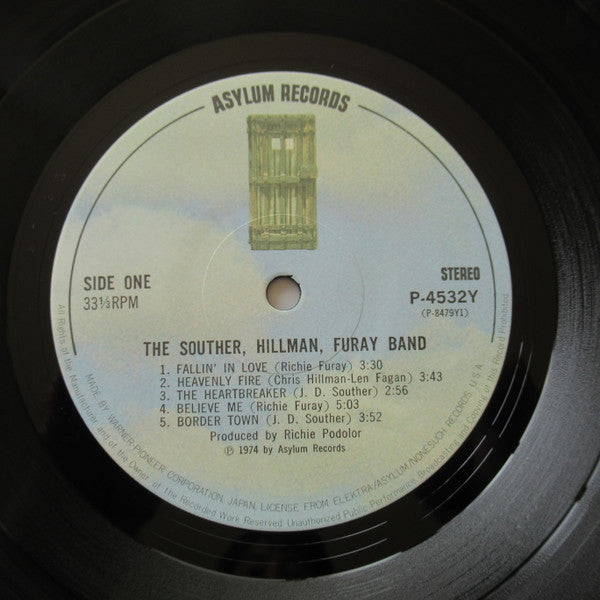 ASYLUM RECORDS
SIDE ONE
33⅓RPM
STEREO
P-4532Y
(P-8479Y1)
THE SOUTHER, HILLMAN, FURAY BAND
1. FALLIN' IN LOVE (Richie Furay) 3:30
2. HEAVENLY FIRE (Chris Hillman-Len Fagan) 3:43
3. THE HEARTBREAKER (J. D. Souther) 2:56
4. BELIEVE ME (Richie Furay) 5:03
5. BORDER TOWN (J. D. Souther) 3:52
Produced by Richie Podolor
Ⓟ 1974 by Asylum Records
MADE BY WARNER-PIONEER CORPORATION, JAPAN, LICENSE FROM ELEKTRA/ASYLUM/NONESUCH RECORDS, U.S.A.
All Rights of the Manufacturer and of the Owner of the Recorded Work Reserved Unauthorized Public Performance Broadcasting and Copying of this Record Prohibited